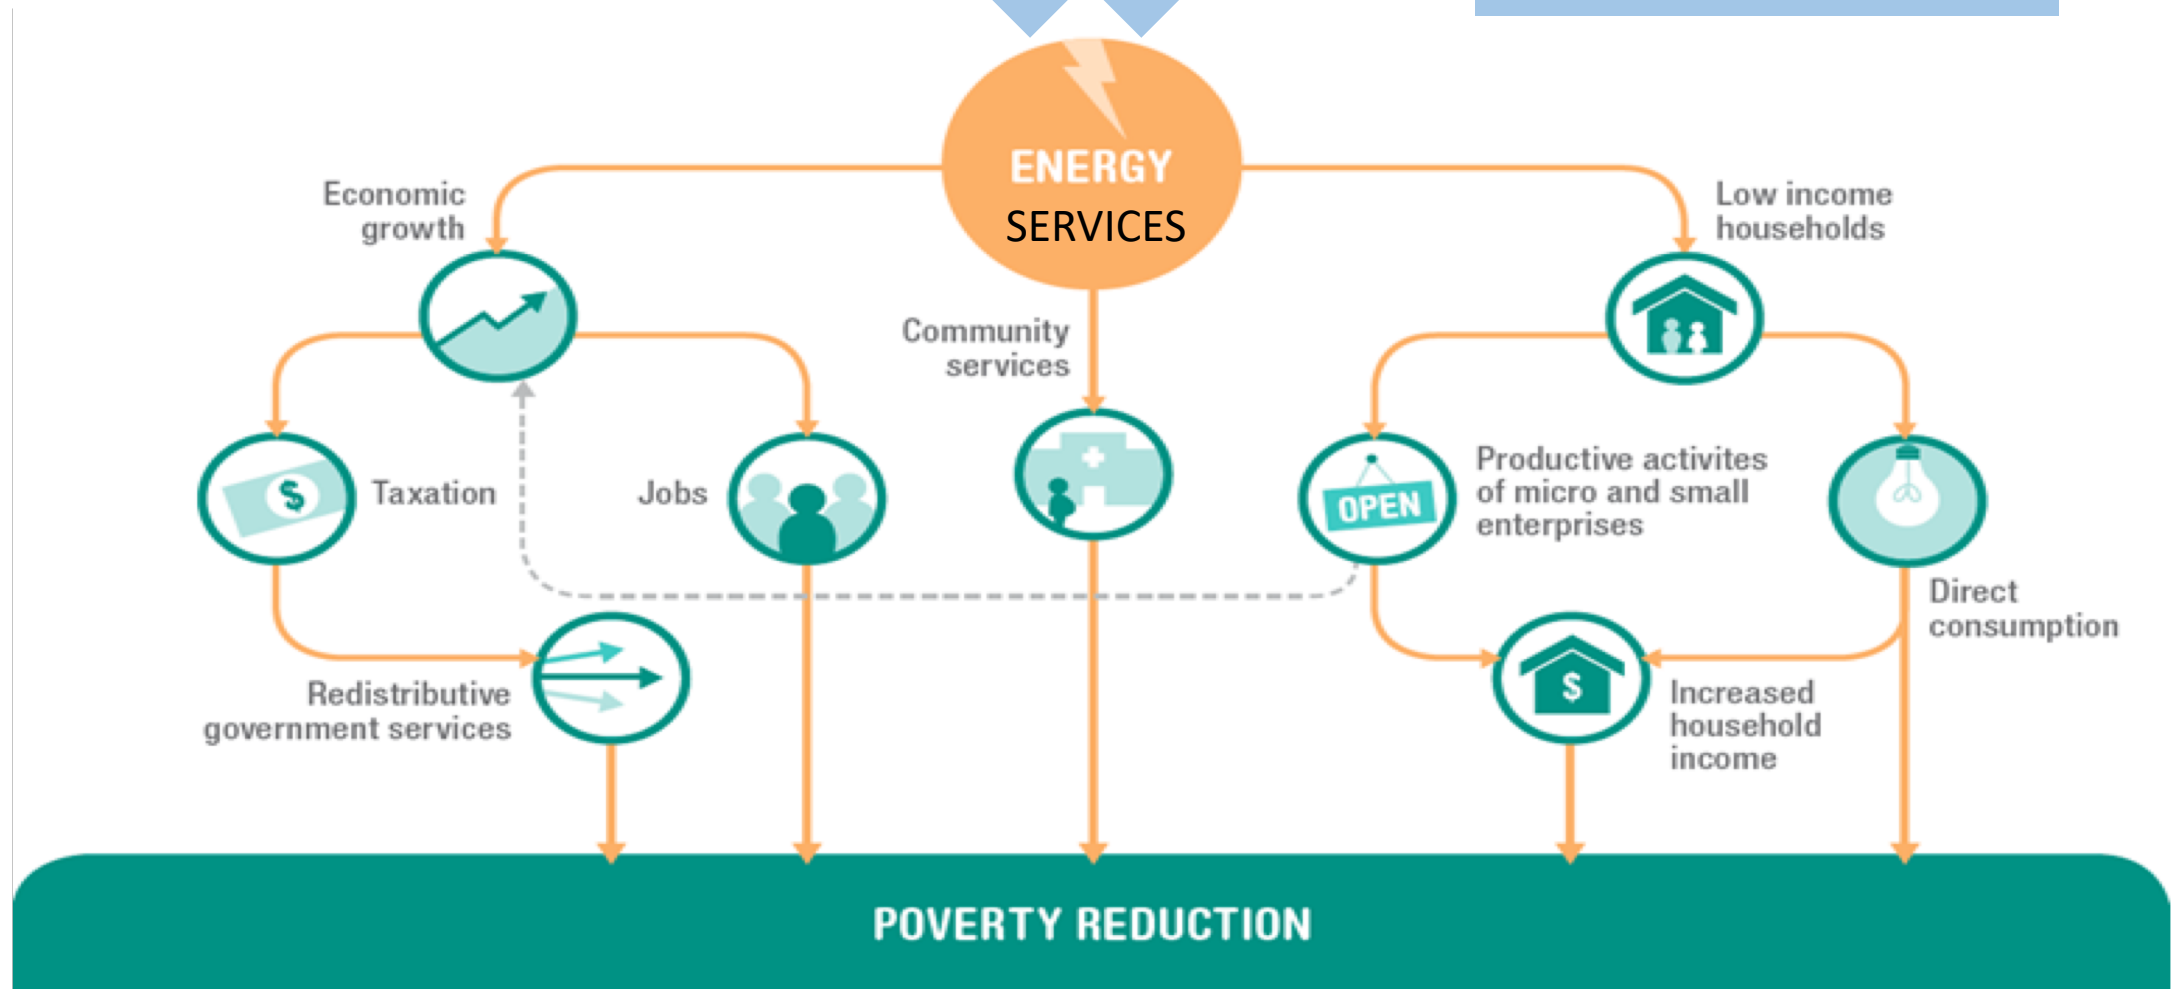 ENERGY
SERVICES
Economic
growth
Low income
households
Community
services
$
Taxation
Jobs
OPEN
Productive activites
of micro and small
enterprises
Direct
consumption
Redistributive
government services
$
Increased
household
income
POVERTY REDUCTION